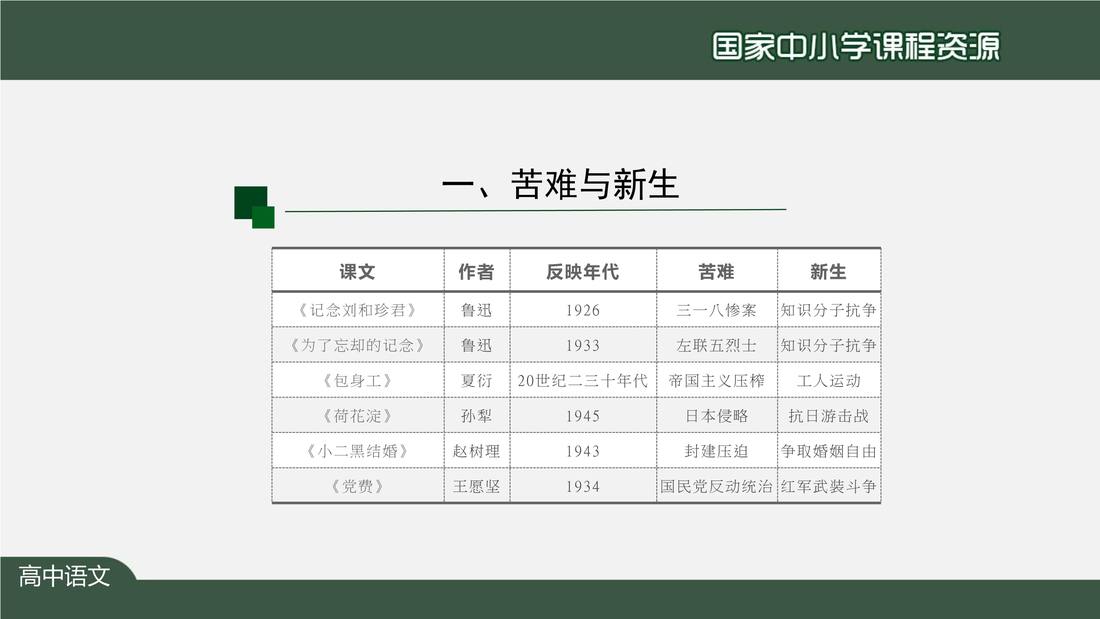 国家中小学课程资源
一、苦难与新生
课文 作者 反映年代 苦难 新生
《记念刘和珍君》 鲁迅 1926 三一八惨案 知识分子抗争
《为了忘却的记念》 鲁迅 1933 左联五烈士 知识分子抗争
《包身工》 夏衍 20世纪二三十年代 帝国主义压榨 工人运动
《荷花淀》 孙犁 1945 日本侵略 抗日游击战
《小二黑结婚》 赵树理 1943 封建压迫 争取婚姻自由
《党费》 王愿坚 1934 国民党反动统治 红军武装斗争
高中语文